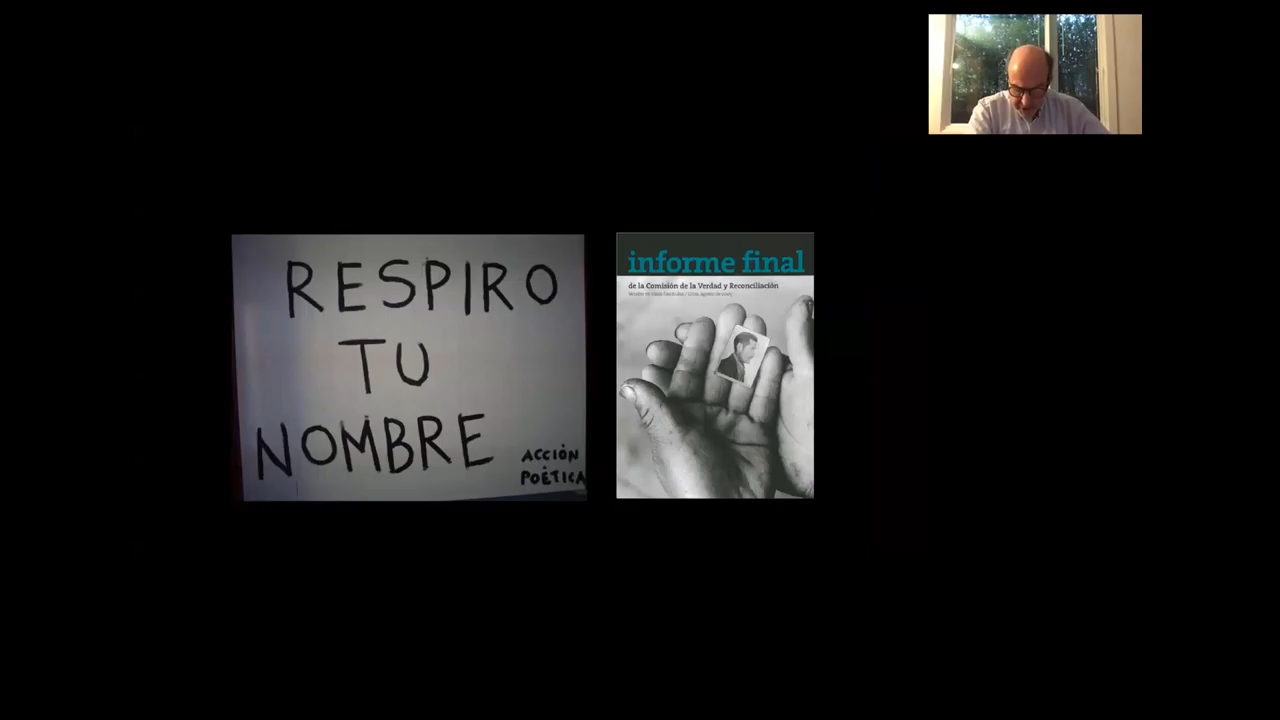 RESPIRO
TU
NOMBRE
ACCIÓN
POÉTICA
informe final
de la Comisión de la Verdad y Reconciliación